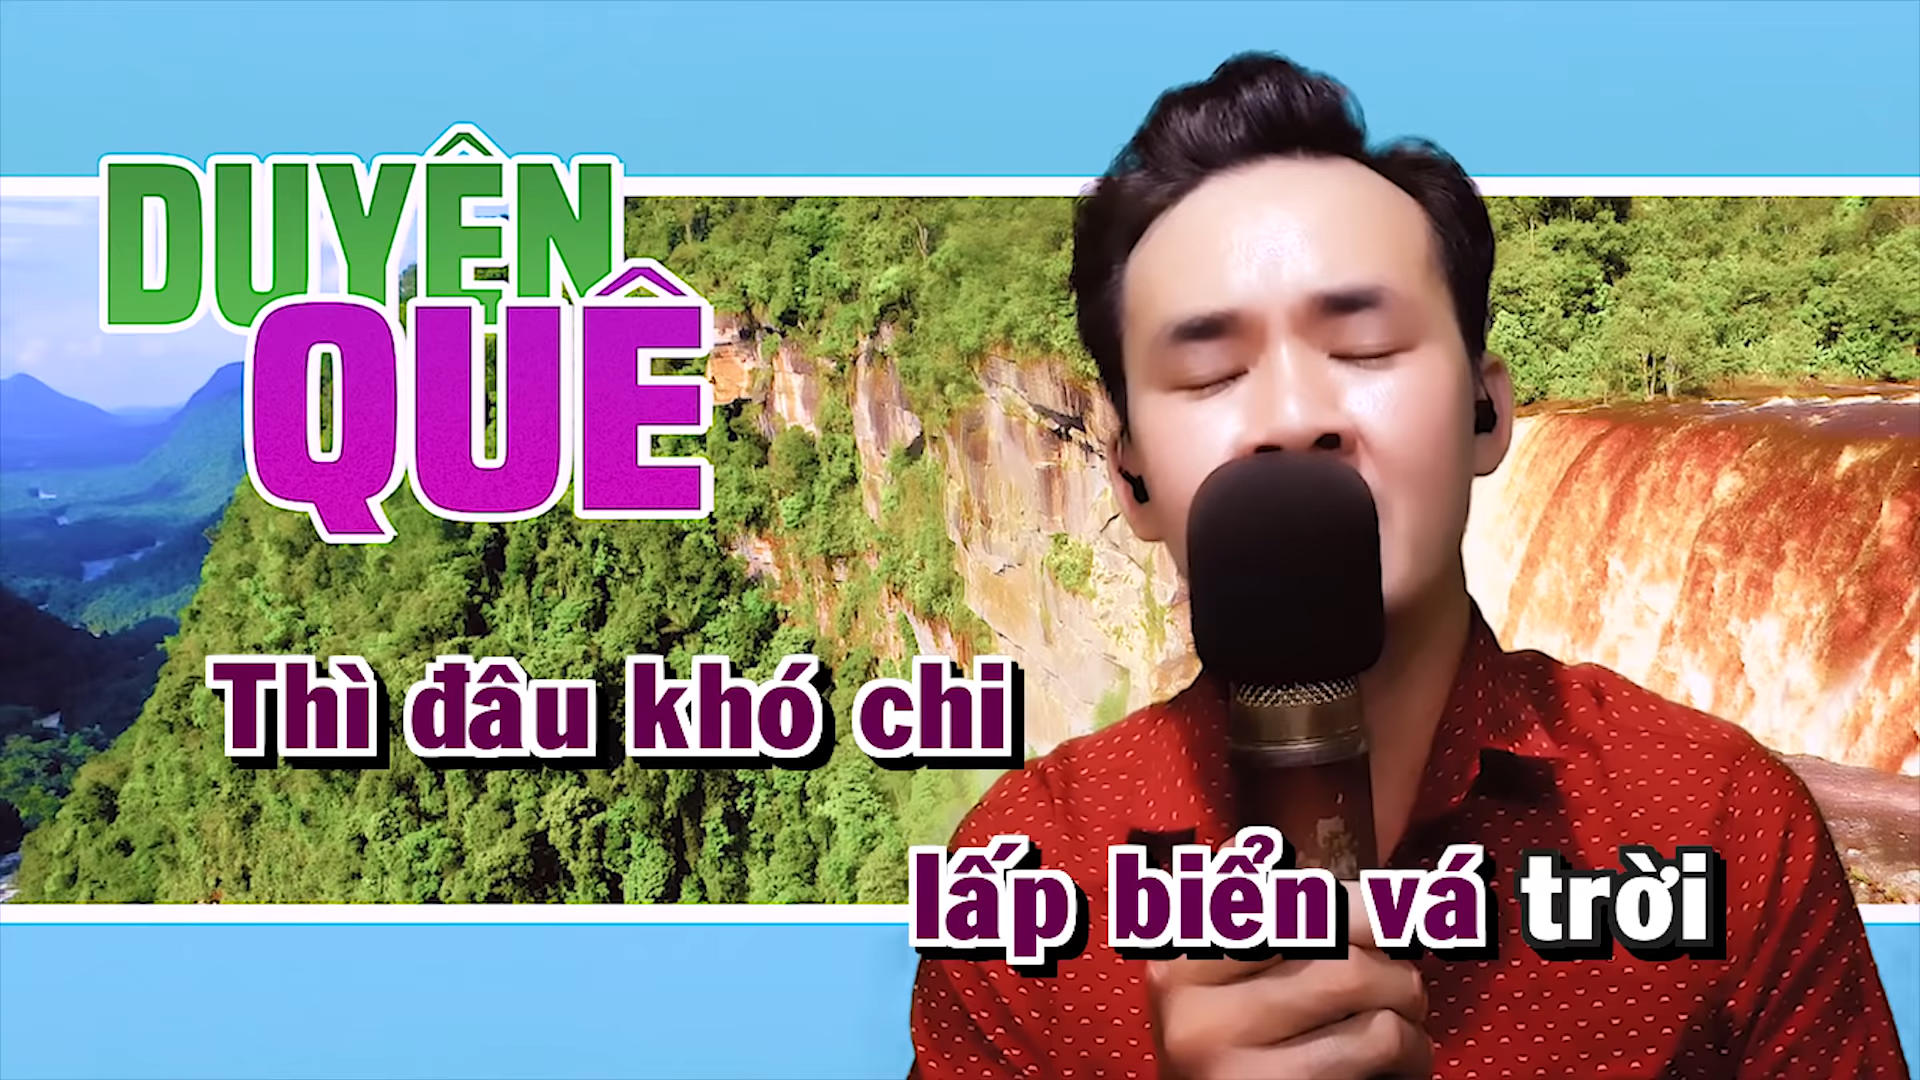 DUYÊN
QUÊ
Thì đâu khó chi
lấp biển vá trời